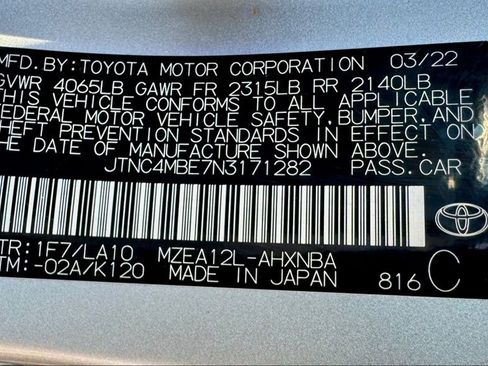 MFD.BY:TOYOTA MOTOR CORPORATION 03/22
GVWR 4065LB GAWR FR 2315LB RR 2140LB
THIS VEHICLE CONFORMS TO ALL APPLICABLE
FEDERAL MOTOR VEHICLE SAFETY,BUMPER,AND
THEFT PREVENTION STANDARDS IN EFFECT ON
THE DATE OF MANUFACTURE SHOWN ABOVE.
JTNC4MBE7N3171282 PASS.CAR
TR:1F7/LA10 MZEA12L-AHXNBA
TM:-02A/K120 MADE IN JAPAN 816 C